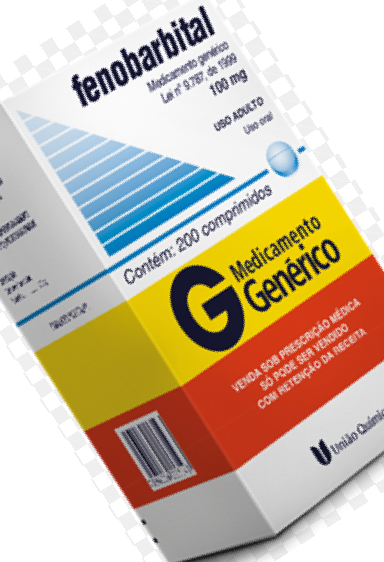 fenobarbital
Medicamento genérico
Lei nº 9.787, de 1999
100 mg
USO ADULTO
Uso oral
Contém: 200 comprimidos
G Medicamento
Genérico
VENDA SOB PRESCRIÇÃO MÉDICA
SÓ PODE SER VENDIDO
COM RETENÇÃO DA RECEITA
União Químic